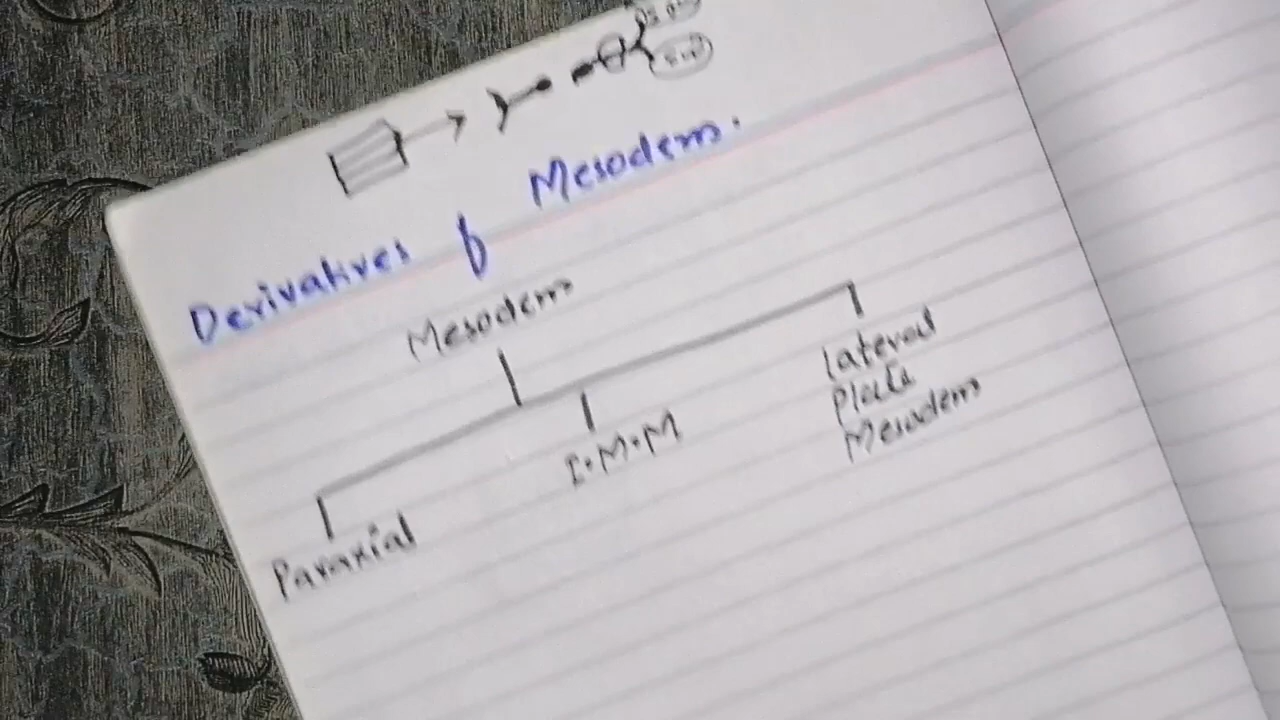 Derivatives of Mesoderm.
Mesoderm
Paraxial
I.M.M
lateral
Plate
Mesoderm